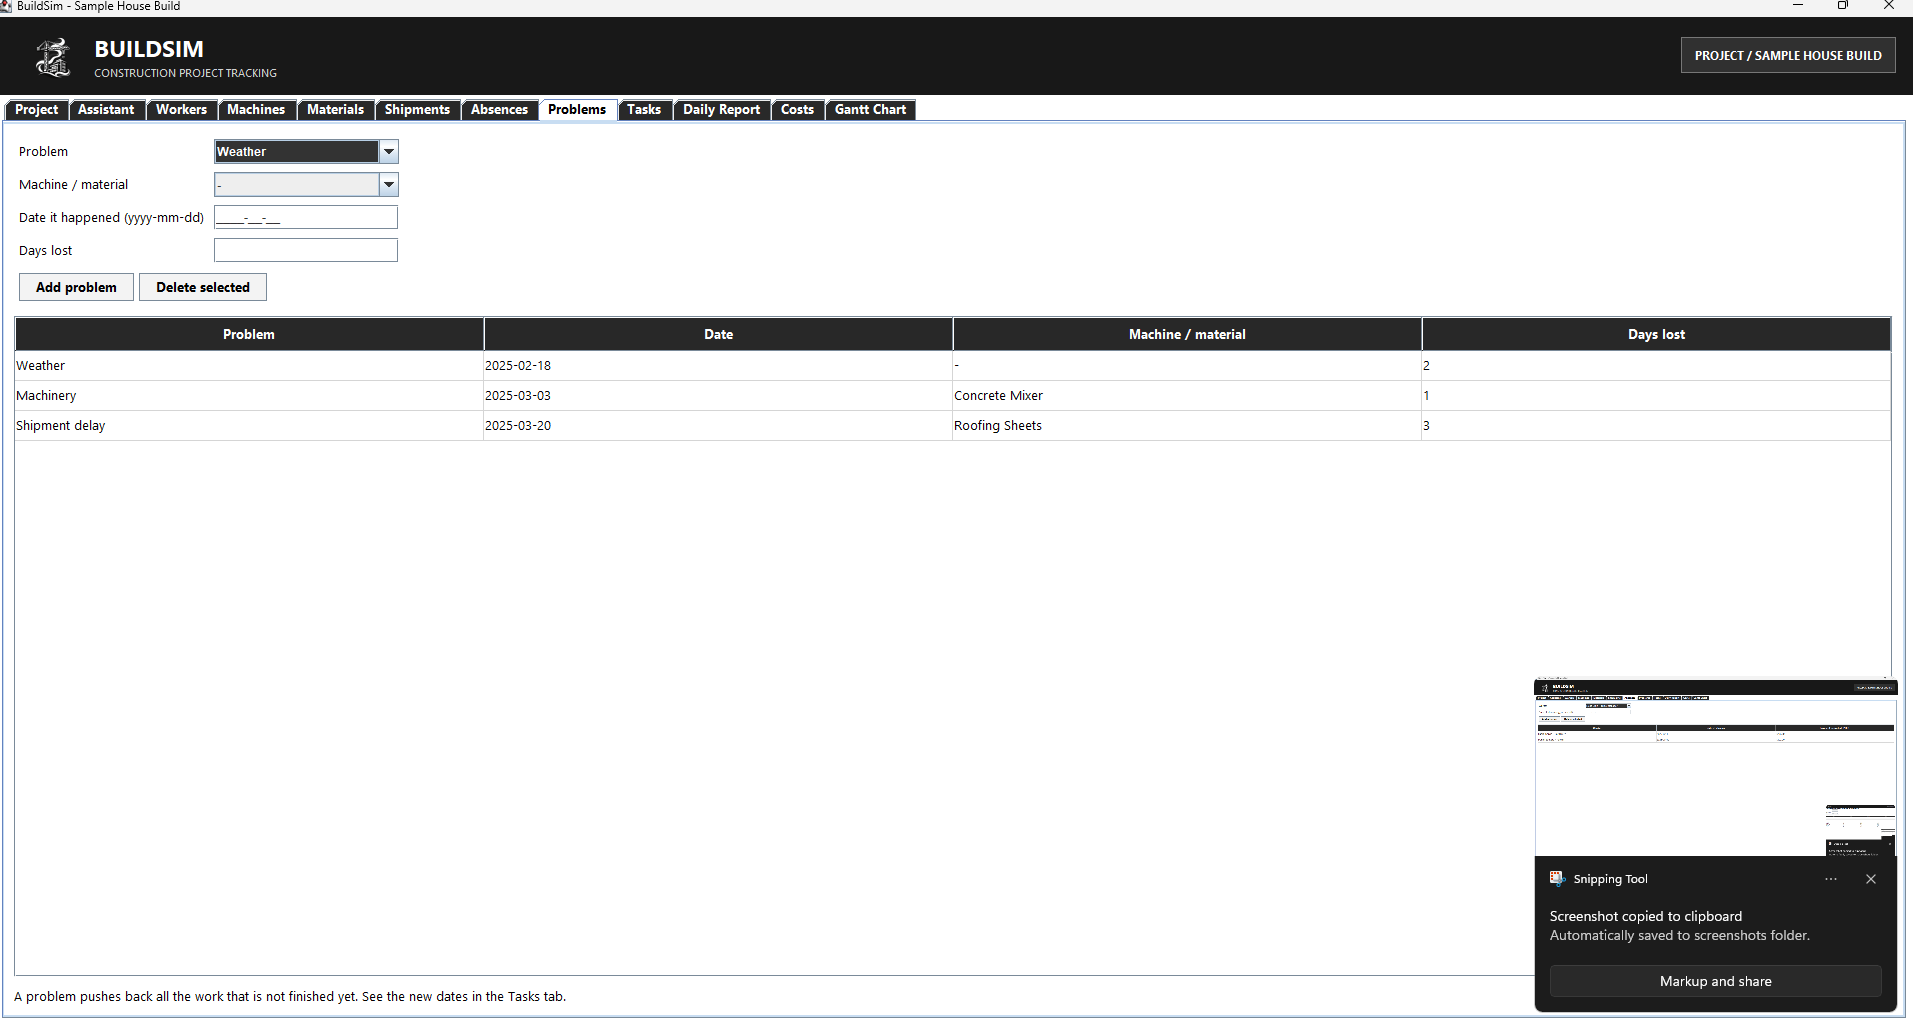 BuildSim - Sample House Build
BUILDSIM
CONSTRUCTION PROJECT TRACKING
PROJECT / SAMPLE HOUSE BUILD
Project Assistant Workers Machines Materials Shipments Absences Problems Tasks Daily Report Costs Gantt Chart
Problem Weather
Machine / material -
Date it happened (yyyy-mm-dd) ____-__-__
Days lost
Add problem Delete selected
Problem Date Machine / material Days lost
Weather 2025-02-18 - 2
Machinery 2025-03-03 Concrete Mixer 1
Shipment delay 2025-03-20 Roofing Sheets 3
BUILDSIM
Snipping Tool
Screenshot copied to clipboard
Automatically saved to screenshots folder.
Markup and share
A problem pushes back all the work that is not finished yet. See the new dates in the Tasks tab.